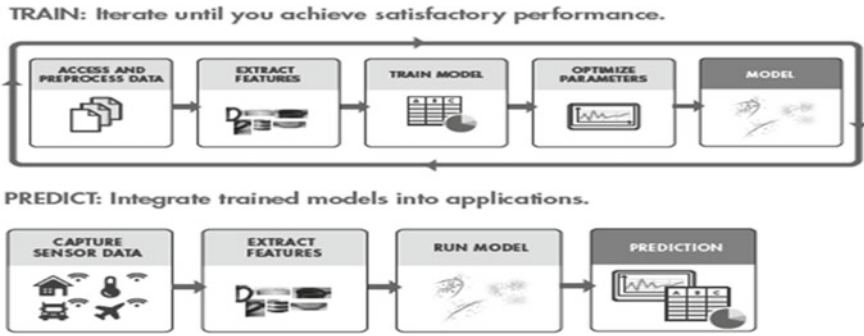 TRAIN: Iterate until you achieve satisfactory performance.
ACCESS AND
PREPROCESS DATA
EXTRACT
FEATURES
TRAIN MODEL
A B C
OPTIMIZE
PARAMETERS
MODEL
PREDICT: Integrate trained models into applications.
CAPTURE
SENSOR DATA
EXTRACT
FEATURES
RUN MODEL
PREDICTION
A B C